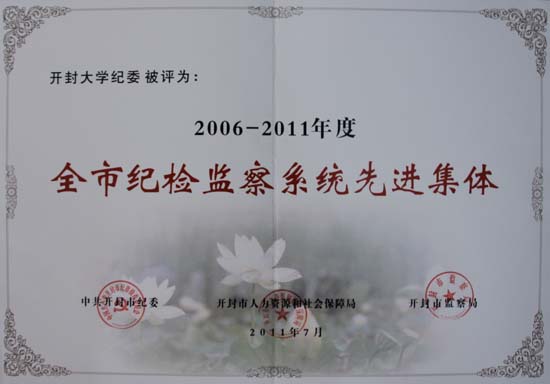 开封大学纪委 被评为：
2006-2011年度
全市纪检监察系统先进集体
中共开封市纪委 开封市人力资源和社会保障局 开封市监察局
2011年7月